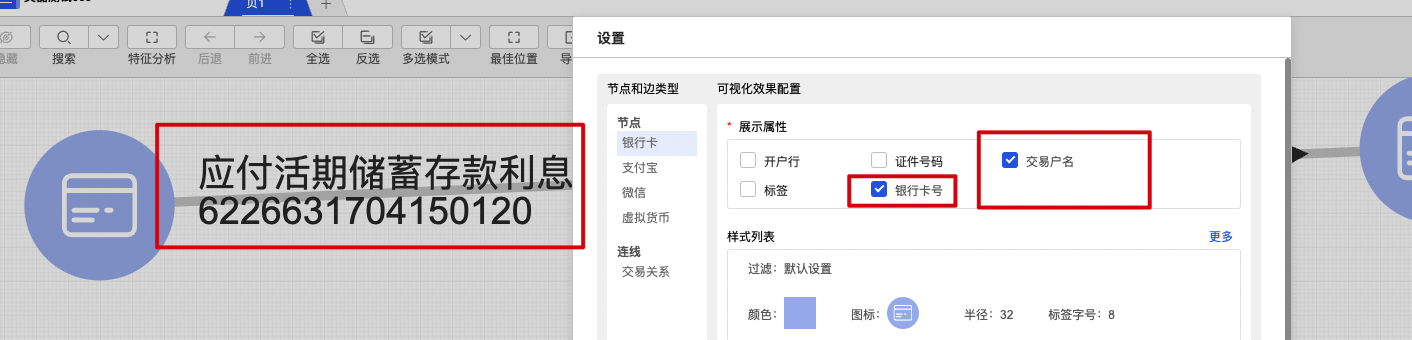 页1
隐藏
搜索
特征分析
后退
前进
全选
反选
多选模式
最佳位置
导
应付活期储蓄存款利息
6226631704150120
设置
节点和边类型
节点
银行卡
支付宝
微信
虚拟货币
连线
交易关系
可视化效果配置
* 展示属性
开户行
证件号码
交易户名
标签
银行卡号
样式列表
更多
过滤：默认设置
颜色：
图标：
半径：32
标签字号：8